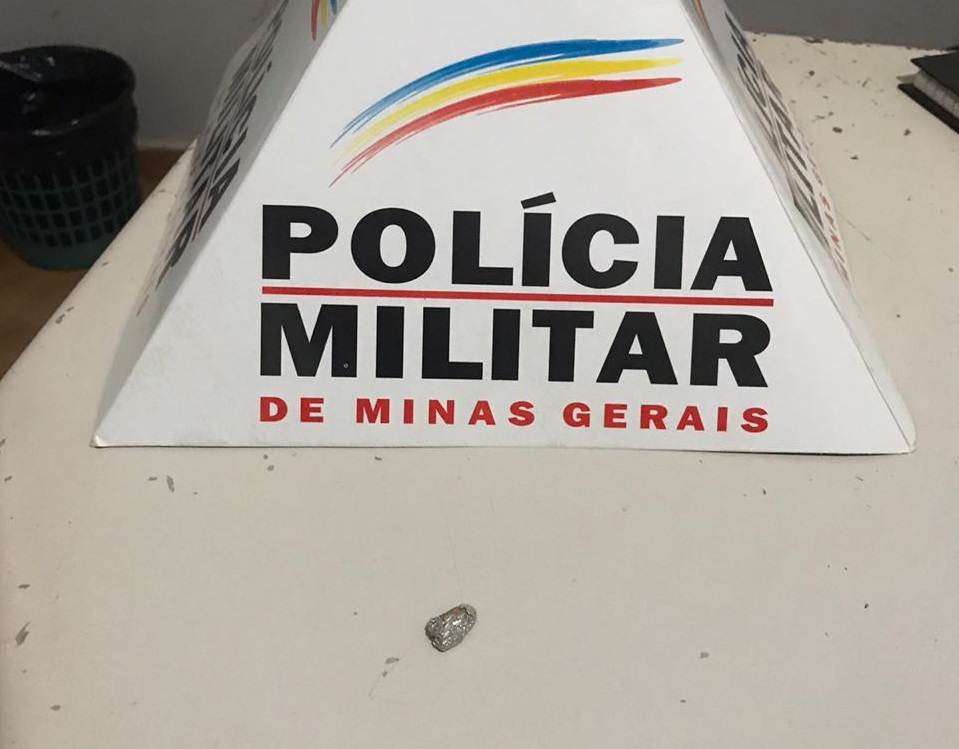 POLÍCIA
MILITAR
DE MINAS GERAIS